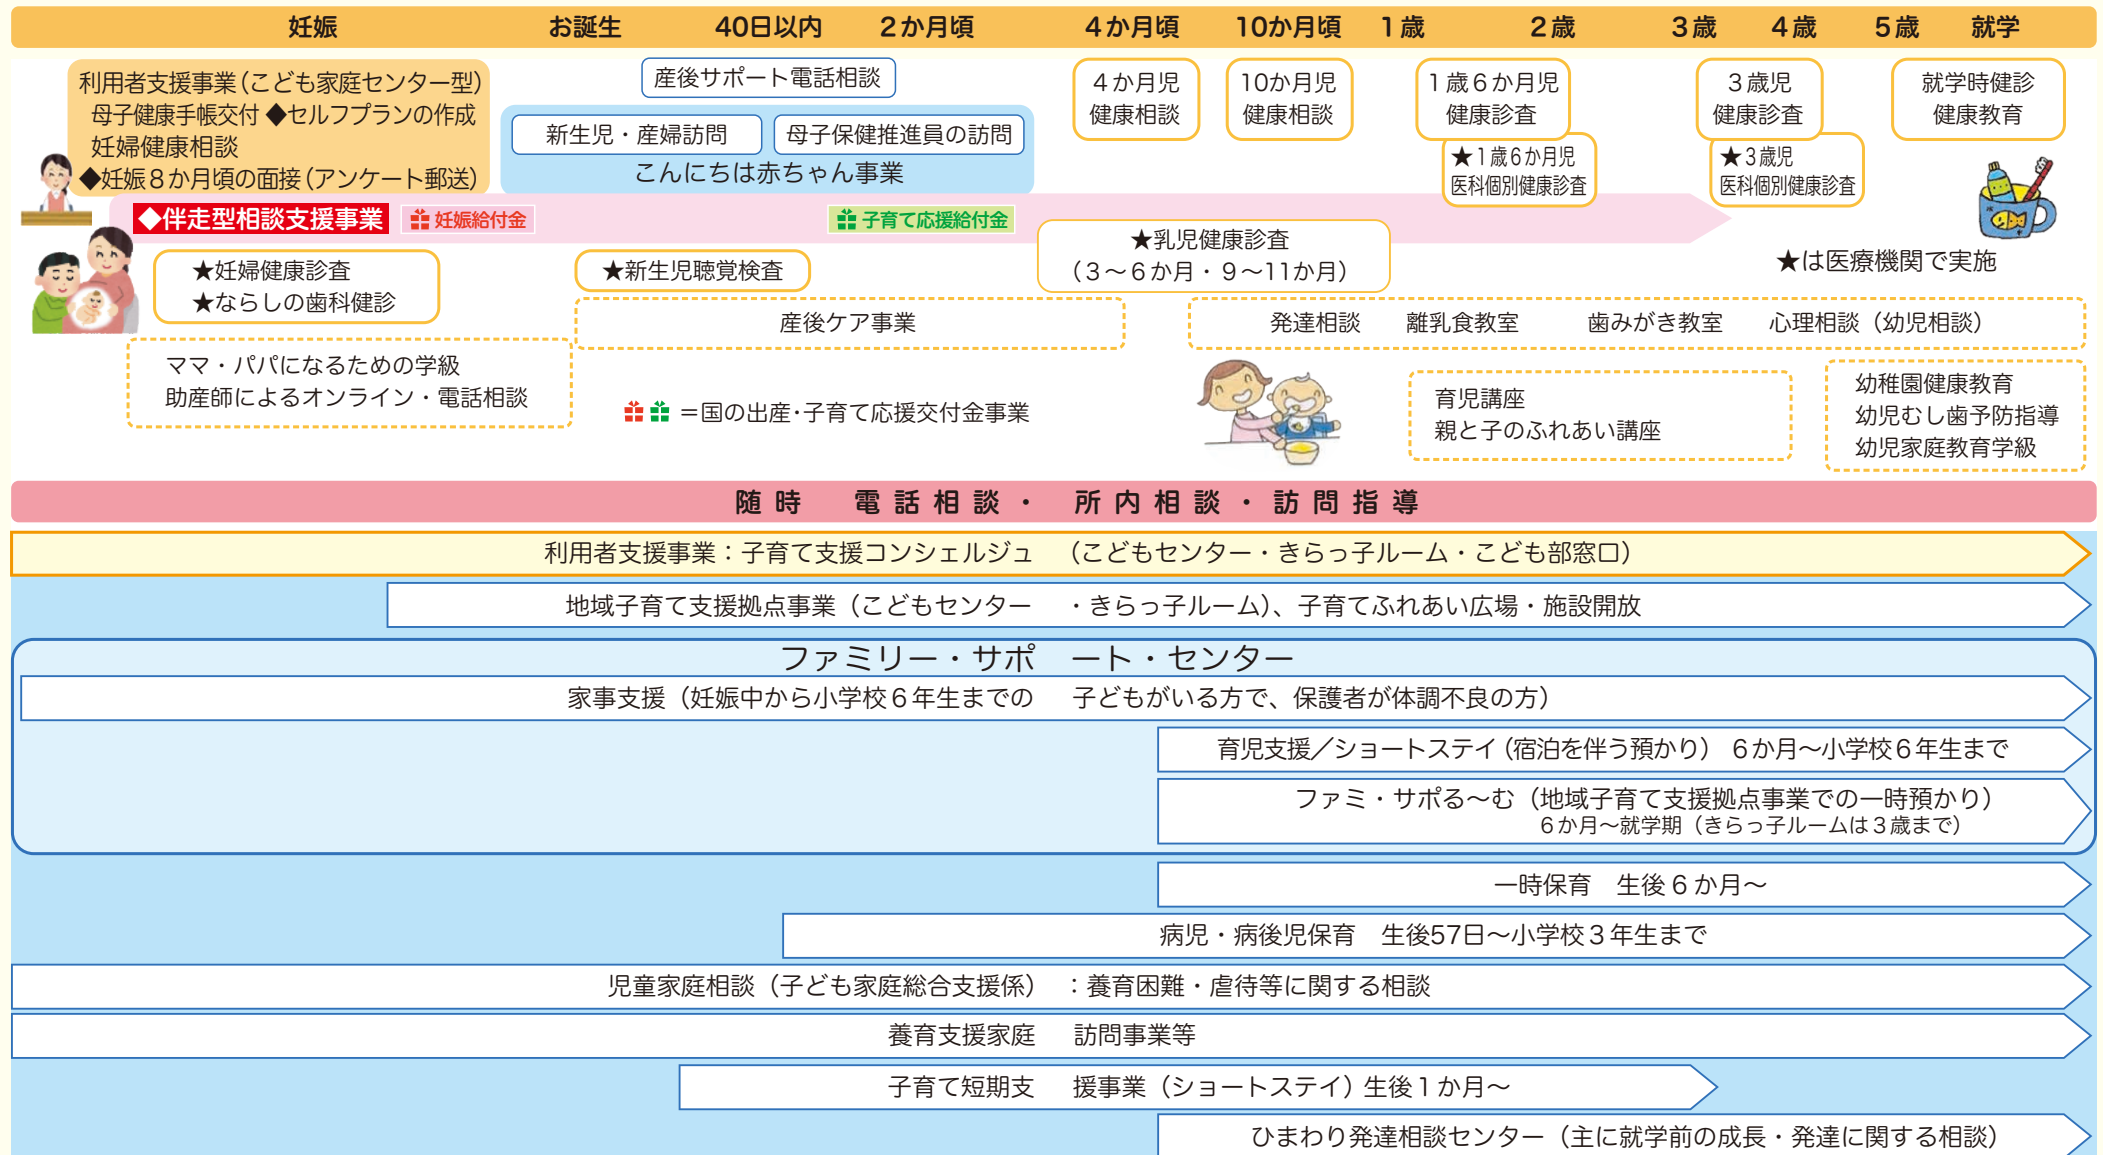 妊娠 お誕生 40日以内 2か月頃 4か月頃 10か月頃 1歳 2歳 3歳 4歳 5歳 就学
利用者支援事業(こども家庭センター型)
母子健康手帳交付 ◆セルフプランの作成
妊婦健康相談
◆妊娠8か月頃の面接(アンケート郵送)
産後サポート電話相談
新生児・産婦訪問
母子保健推進員の訪問
こんにちは赤ちゃん事業
4か月児
健康相談
10か月児
健康相談
1歳6か月児
健康診査
★1歳6か月児
医科個別健康診査
3歳児
健康診査
★3歳児
医科個別健康診査
就学時健診
健康教育
◆伴走型相談支援事業
妊娠給付金
子育て応援給付金
★妊婦健康診査
★ならしの歯科健診
★新生児聴覚検査
★乳児健康診査
(3〜6か月・9〜11か月)
★は医療機関で実施
産後ケア事業
発達相談 離乳食教室 歯みがき教室 心理相談(幼児相談)
ママ・パパになるための学級
助産師によるオンライン・電話相談
=国の出産・子育て応援交付金事業
育児講座
親と子のふれあい講座
幼稚園健康教育
幼児むし歯予防指導
幼児家庭教育学級
随時 電話相談・ 所内相談・訪問指導
利用者支援事業:子育て支援コンシェルジュ (こどもセンター・きらっ子ルーム・こども部窓口)
地域子育て支援拠点事業(こどもセンター ・きらっ子ルーム)、子育てふれあい広場・施設開放
ファミリー・サポ ート・センター
家事支援(妊娠中から小学校6年生までの 子どもがいる方で、保護者が体調不良の方)
育児支援/ショートステイ(宿泊を伴う預かり) 6か月〜小学校6年生まで
ファミ・サポる〜む(地域子育て支援拠点事業での一時預かり)
6か月〜就学期(きらっ子ルームは3歳まで)
一時保育 生後6か月〜
病児・病後児保育 生後57日〜小学校3年生まで
児童家庭相談(子ども家庭総合支援係) :養育困難・虐待等に関する相談
養育支援家庭 訪問事業等
子育て短期支 援事業(ショートステイ)生後1か月〜
ひまわり発達相談センター(主に就学前の成長・発達に関する相談)